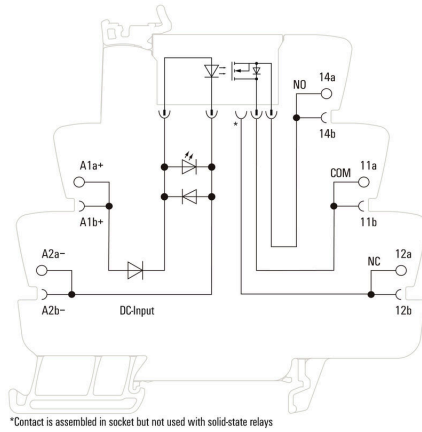 NO
14a
14b
*
COM
11a
11b
A1a+
A1b+
NC
12a
12b
A2a−
A2b−
DC-Input
*Contact is assembled in socket but not used with solid-state relays